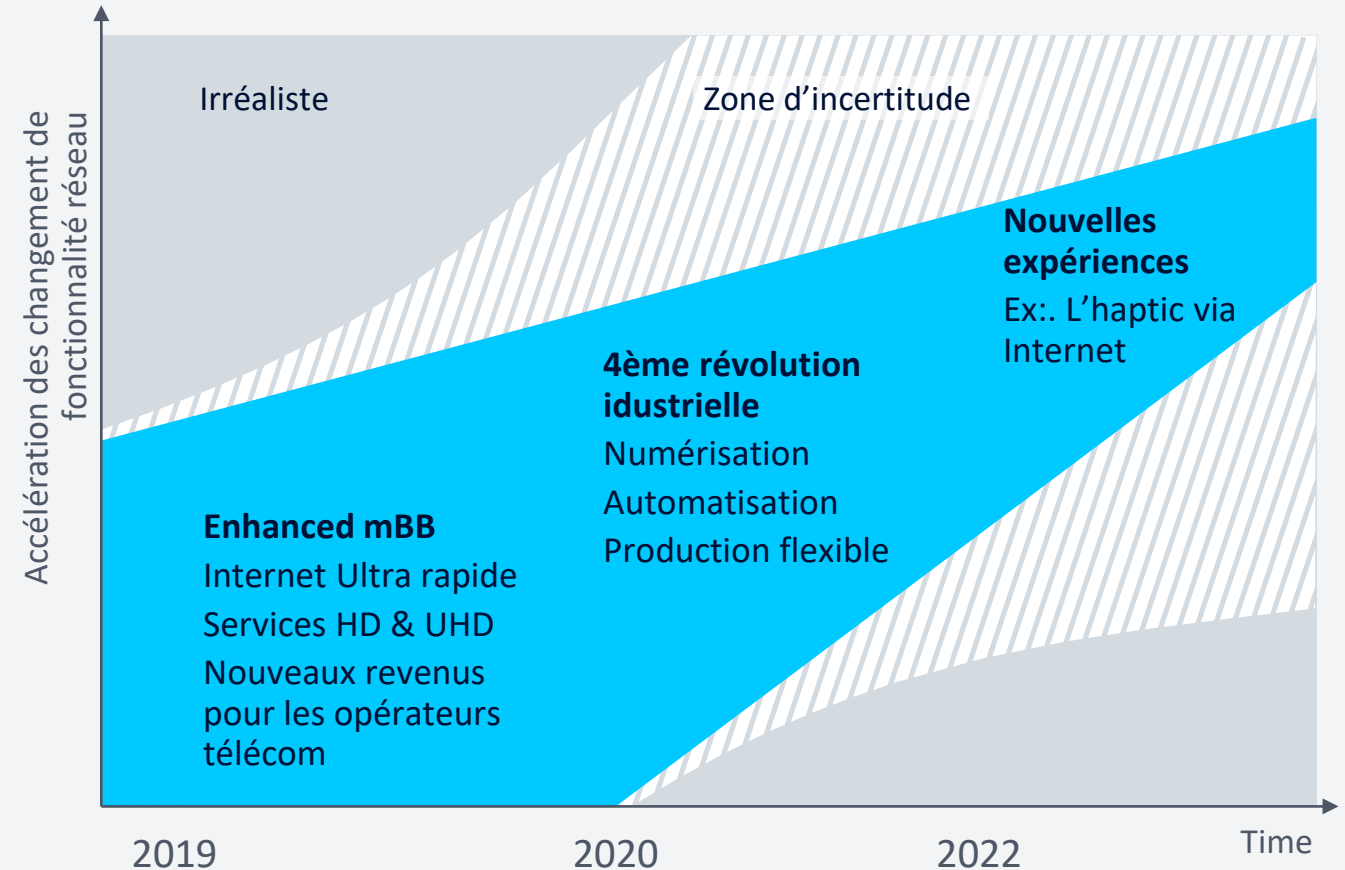 Accélération des changement de
fonctionnalité réseau
Irréaliste
Zone d'incertitude
Nouvelles
expériences
Ex:. L'haptic via
Internet
4ème révolution
idustrielle
Numérisation
Automatisation
Production flexible
Enhanced mBB
Internet Ultra rapide
Services HD & UHD
Nouveaux revenus
pour les opérateurs
télécom
2019
2020
2022
Time